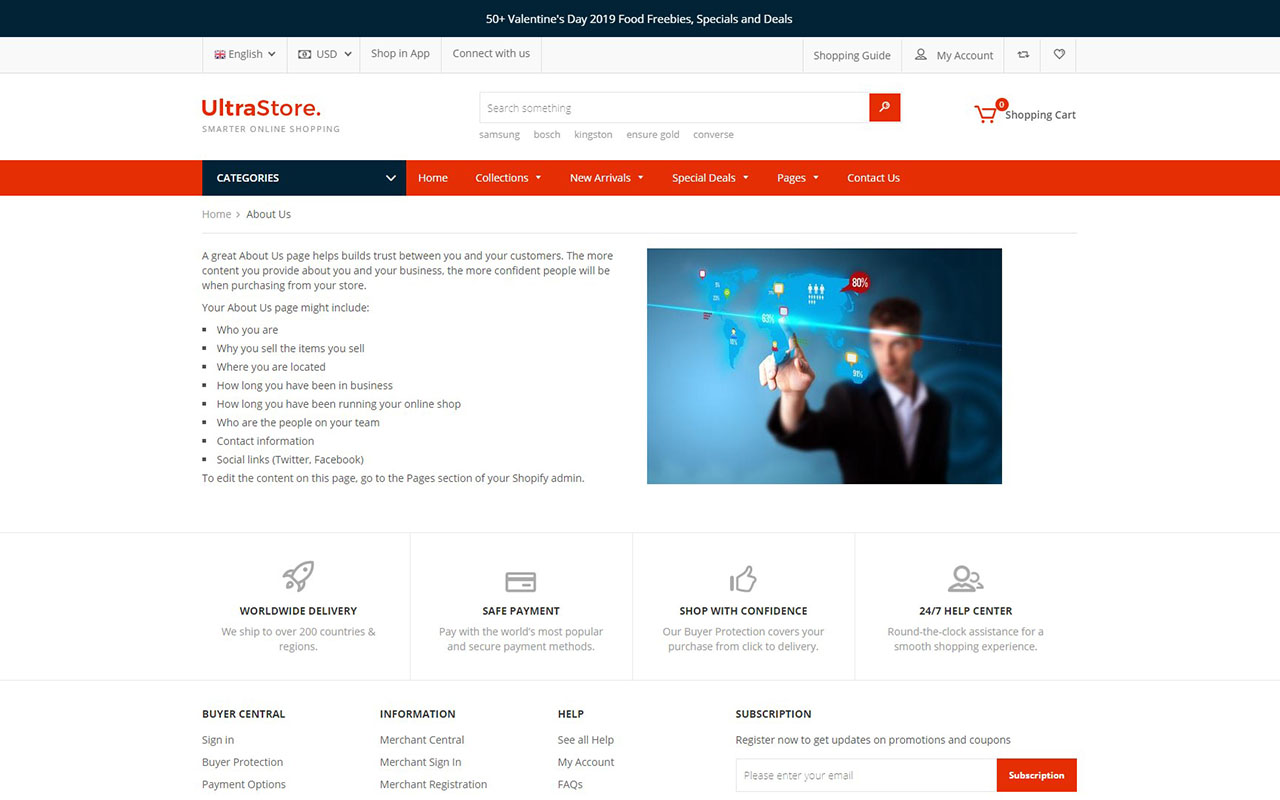 50+ Valentine's Day 2019 Food Freebies, Specials and Deals
English USD Shop in App Connect with us Shopping Guide My Account
UltraStore.
SMARTER ONLINE SHOPPING
Search something
0
Shopping Cart
samsung bosch kingston ensure gold converse
CATEGORIES Home Collections New Arrivals Special Deals Pages Contact Us
Home > About Us
A great About Us page helps builds trust between you and your customers. The more
content you provide about you and your business, the more confident people will be
when purchasing from your store.
Your About Us page might include:
Who you are
Why you sell the items you sell
Where you are located
How long you have been in business
How long you have been running your online shop
Who are the people on your team
Contact information
Social links (Twitter, Facebook)
To edit the content on this page, go to the Pages section of your Shopify admin.
80%
63%
91%
WORLDWIDE DELIVERY
We ship to over 200 countries &
regions.
SAFE PAYMENT
Pay with the world's most popular
and secure payment methods.
SHOP WITH CONFIDENCE
Our Buyer Protection covers your
purchase from click to delivery.
24/7 HELP CENTER
Round-the-clock assistance for a
smooth shopping experience.
BUYER CENTRAL
Sign in
Buyer Protection
Payment Options
INFORMATION
Merchant Central
Merchant Sign In
Merchant Registration
HELP
See all Help
My Account
FAQs
SUBSCRIPTION
Register now to get updates on promotions and coupons
Please enter your email
Subscription